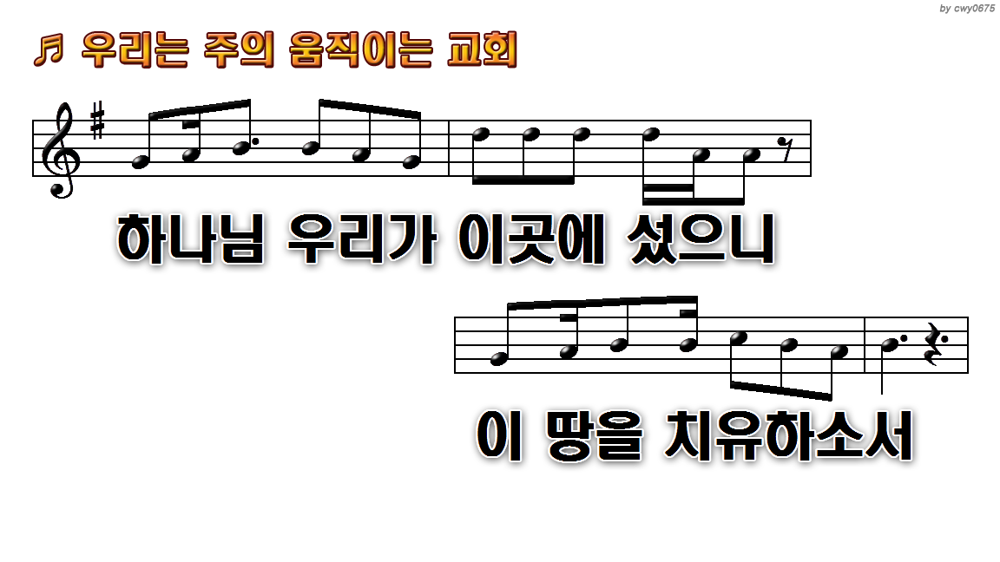 by cwy0675
♬ 우리는 주의 움직이는 교회
하나님 우리가 이곳에 섰으니
이 땅을 치유하소서